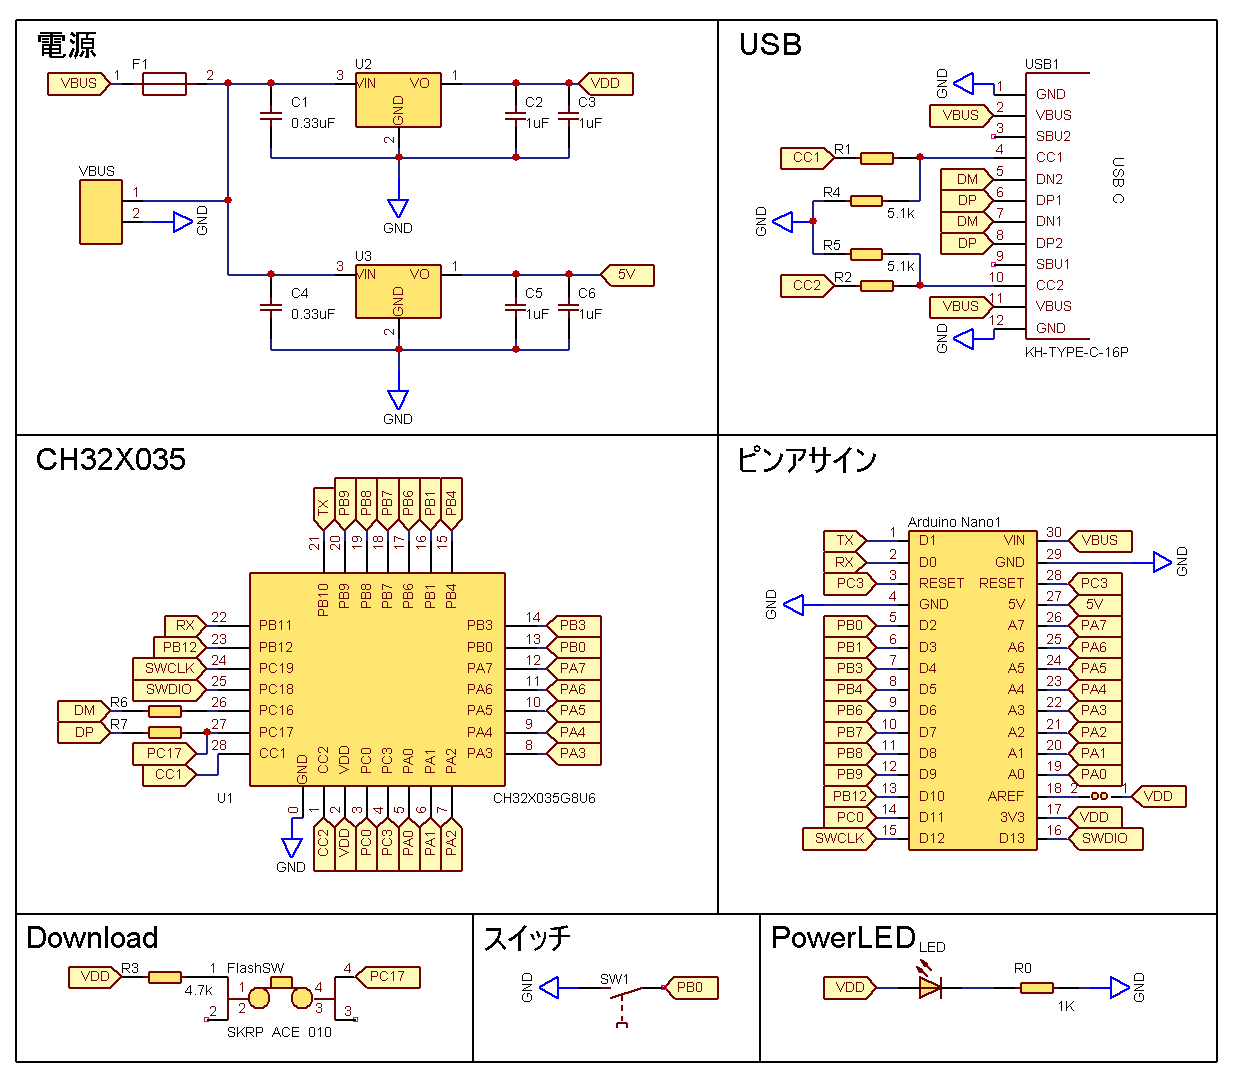 電源
VBUS 1 F1 2
3 U2 1
VIN VO
GND
2
VDD
C1
0.33uF
C2
1uF
C3
1uF
GND
VBUS
1
2
GND
3 U3 1
VIN VO
GND
2
5V
C4
0.33uF
C5
1uF
C6
1uF
GND
USB
USB1
GND
1 GND
VBUS 2 VBUS
3 SBU2
CC1 R1 4 CC1
DM 5 DN2
R4 DP 6 DP1
5.1k
GND
DM 7 DN1
R5 DP 8 DP2
5.1k
9 SBU1
CC2 R2 10 CC2
VBUS 11 VBUS
GND 12 GND
USB C
KH-TYPE-C-16P
CH32X035
TX PB9 PB8 PB7 PB6 PB1 PB4
21 20 19 18 17 16 15
PB10 PB9 PB8 PB7 PB6 PB1 PB4
RX 22 PB11 PB3 14 PB3
PB12 23 PB12 PB0 13 PB0
SWCLK 24 PC19 PA7 12 PA7
SWDIO 25 PC18 PA6 11 PA6
DM R6 26 PC16 PA5 10 PA5
DP R7 27 PC17 PA4 9 PA4
PC17
28 CC1 PA3 8 PA3
CC1
GND CC2 VDD PC0 PC3 PA0 PA1 PA2
U1
CH32X035G8U6
0 1 2 3 4 5 6 7
GND CC2 VDD PC0 PC3 PA0 PA1 PA2
ピンアサイン
Arduino Nano1
TX 1 D1 VIN 30 VBUS
RX 2 D0 GND 29 GND
PC3 3 RESET RESET 28 PC3
GND 4 GND 5V 27 5V
PB0 5 D2 A7 26 PA7
PB1 6 D3 A6 25 PA6
PB3 7 D4 A5 24 PA5
PB4 8 D5 A4 23 PA4
PB6 9 D6 A3 22 PA3
PB7 10 D7 A2 21 PA2
PB8 11 D8 A1 20 PA1
PB9 12 D9 A0 19 PA0
PB12 13 D10 AREF 18 2 1 VDD
PC0 14 D11 3V3 17 VDD
SWCLK 15 D12 D13 16 SWDIO
Download
VDD R3 1 FlashSW 4 PC17
4.7k 1 4
2 2 3 3
SKRP ACE 010
スイッチ
GND SW1 PB0
PowerLED
LED
VDD R0 GND
1K